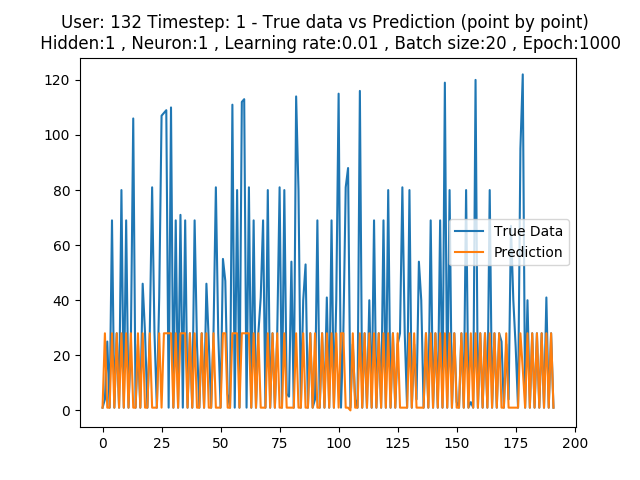 User: 132 Timestep: 1 - True data vs Prediction (point by point)
Hidden:1 , Neuron:1 , Learning rate:0.01 , Batch size:20 , Epoch:1000
120
100
80
60
40
20
0
True Data
Prediction
0 25 50 75 100 125 150 175 200